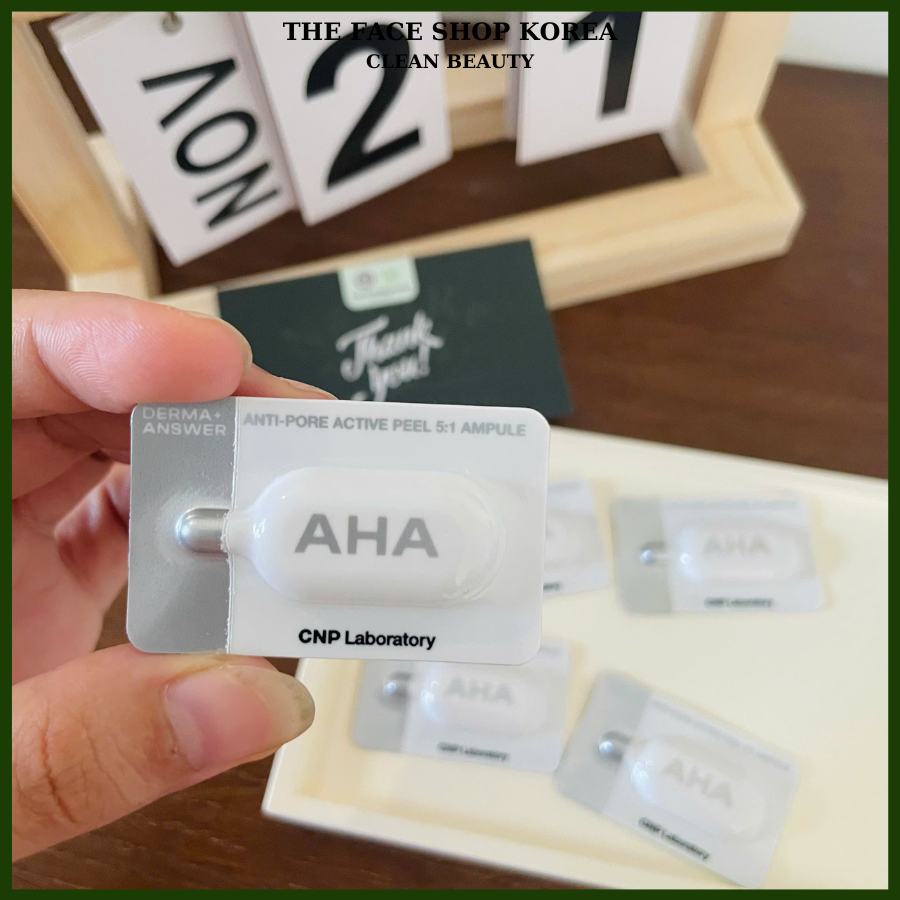 THE FACE SHOP KOREA
CLEAN BEAUTY
NOV
2
1
Thank
you!
DERMA+
ANSWER
ANTI-PORE ACTIVE PEEL 5:1 AMPULE
AHA
CNP Laboratory
AHA
CNP Laboratory
AHA
CNP Laboratory
AHA
CNP Laboratory